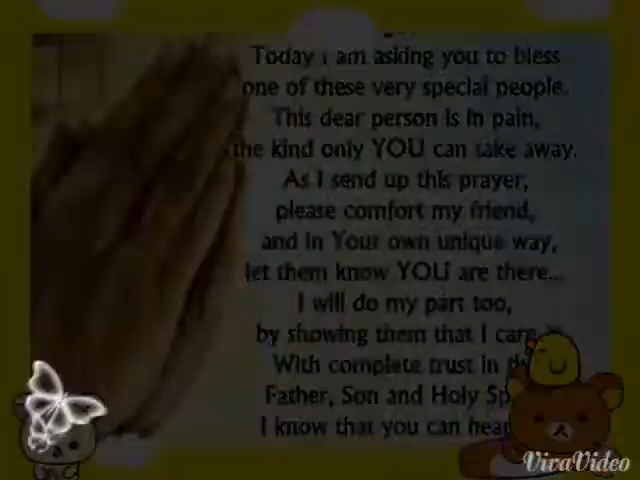 Today I am asking you to bless
one of these very special people.
This dear person is in pain,
the kind only YOU can take away.
As I send up this prayer,
please comfort my friend,
and in Your own unique way,
let them know YOU are there...
I will do my part too,
by showing them that I care
With complete trust in
Father, Son and Holy
I know that you can
VivaVideo